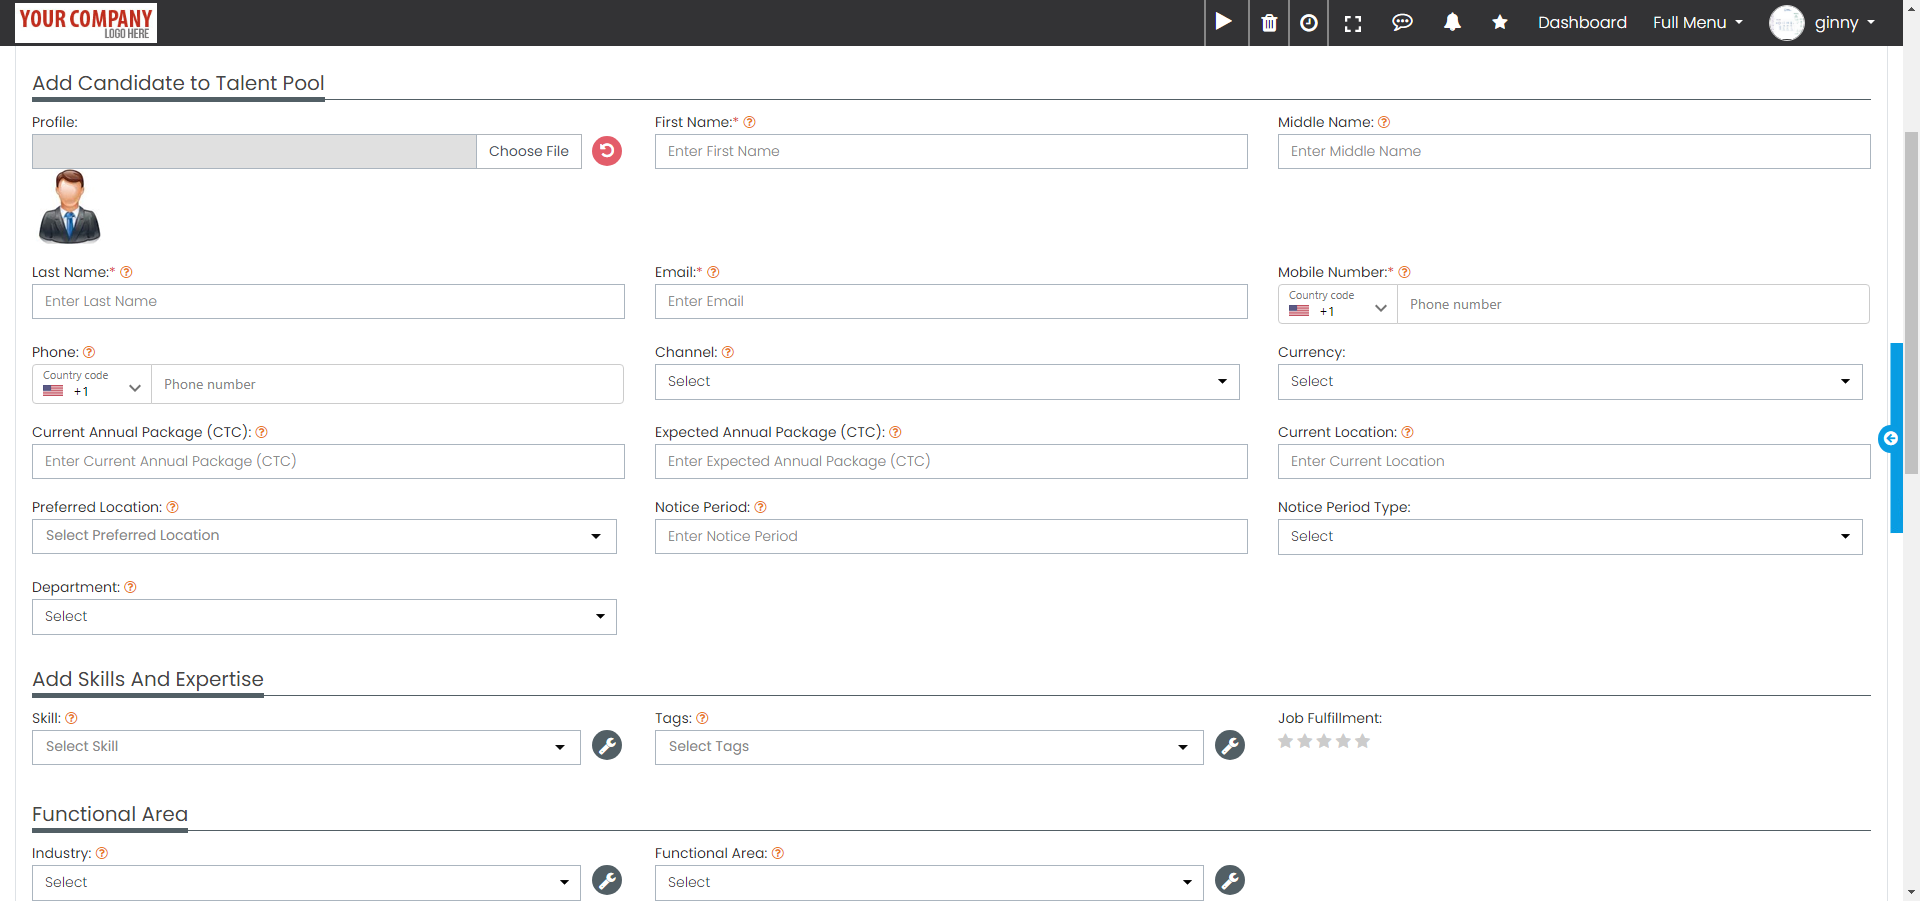 YOUR COMPANY
LOGO HERE
Dashboard
Full Menu
ginny
Add Candidate to Talent Pool
Profile:
First Name:*
Middle Name:
Choose File
Enter First Name
Enter Middle Name
Last Name:*
Email:*
Mobile Number:*
Enter Last Name
Enter Email
Country code
+1
Phone number
Phone:
Channel:
Currency:
Country code
+1
Phone number
Select
Select
Current Annual Package (CTC):
Expected Annual Package (CTC):
Current Location:
Enter Current Annual Package (CTC)
Enter Expected Annual Package (CTC)
Enter Current Location
Preferred Location:
Notice Period:
Notice Period Type:
Select Preferred Location
Enter Notice Period
Select
Department:
Select
Add Skills And Expertise
Skill:
Tags:
Job Fulfillment:
Select Skill
Select Tags
Functional Area
Industry:
Functional Area:
Select
Select